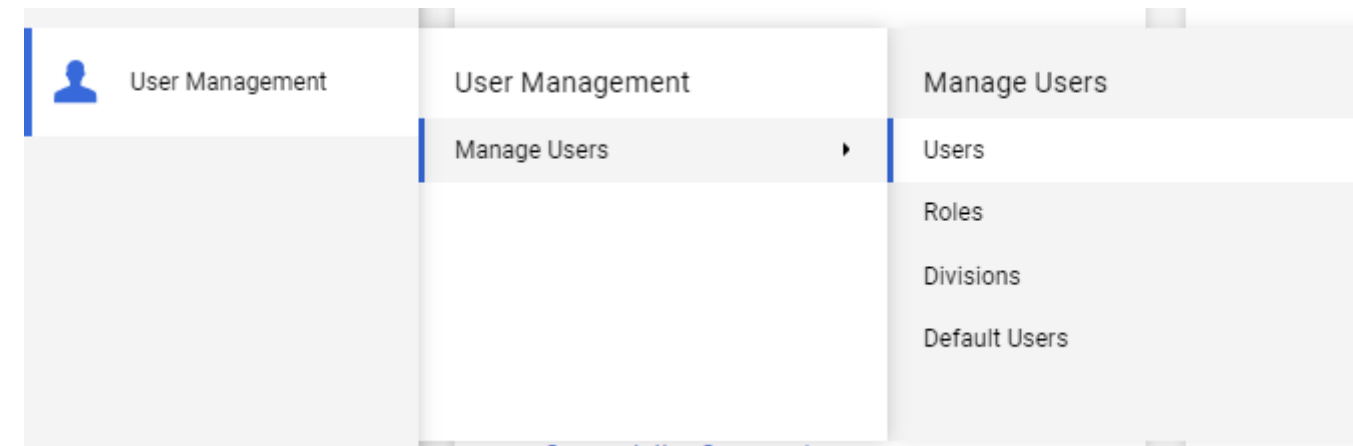 User Management
User Management
Manage Users
Manage Users
Users
Roles
Divisions
Default Users